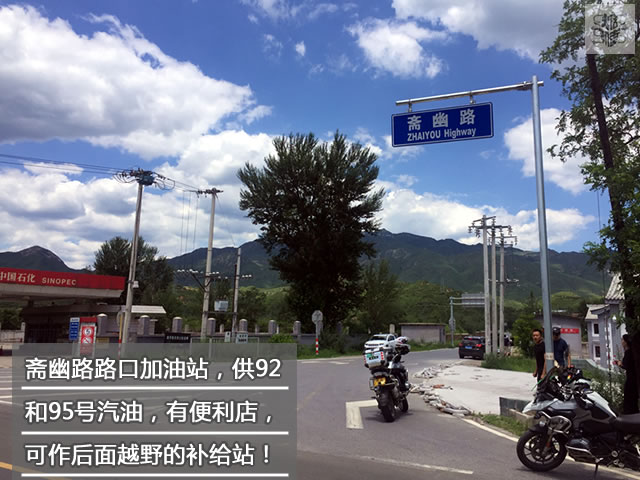 斋幽路
ZHAIYOU Highway
中国石化 SINOPEC
斋幽路路口加油站，供92
和95号汽油，有便利店，
可作后面越野的补给站！